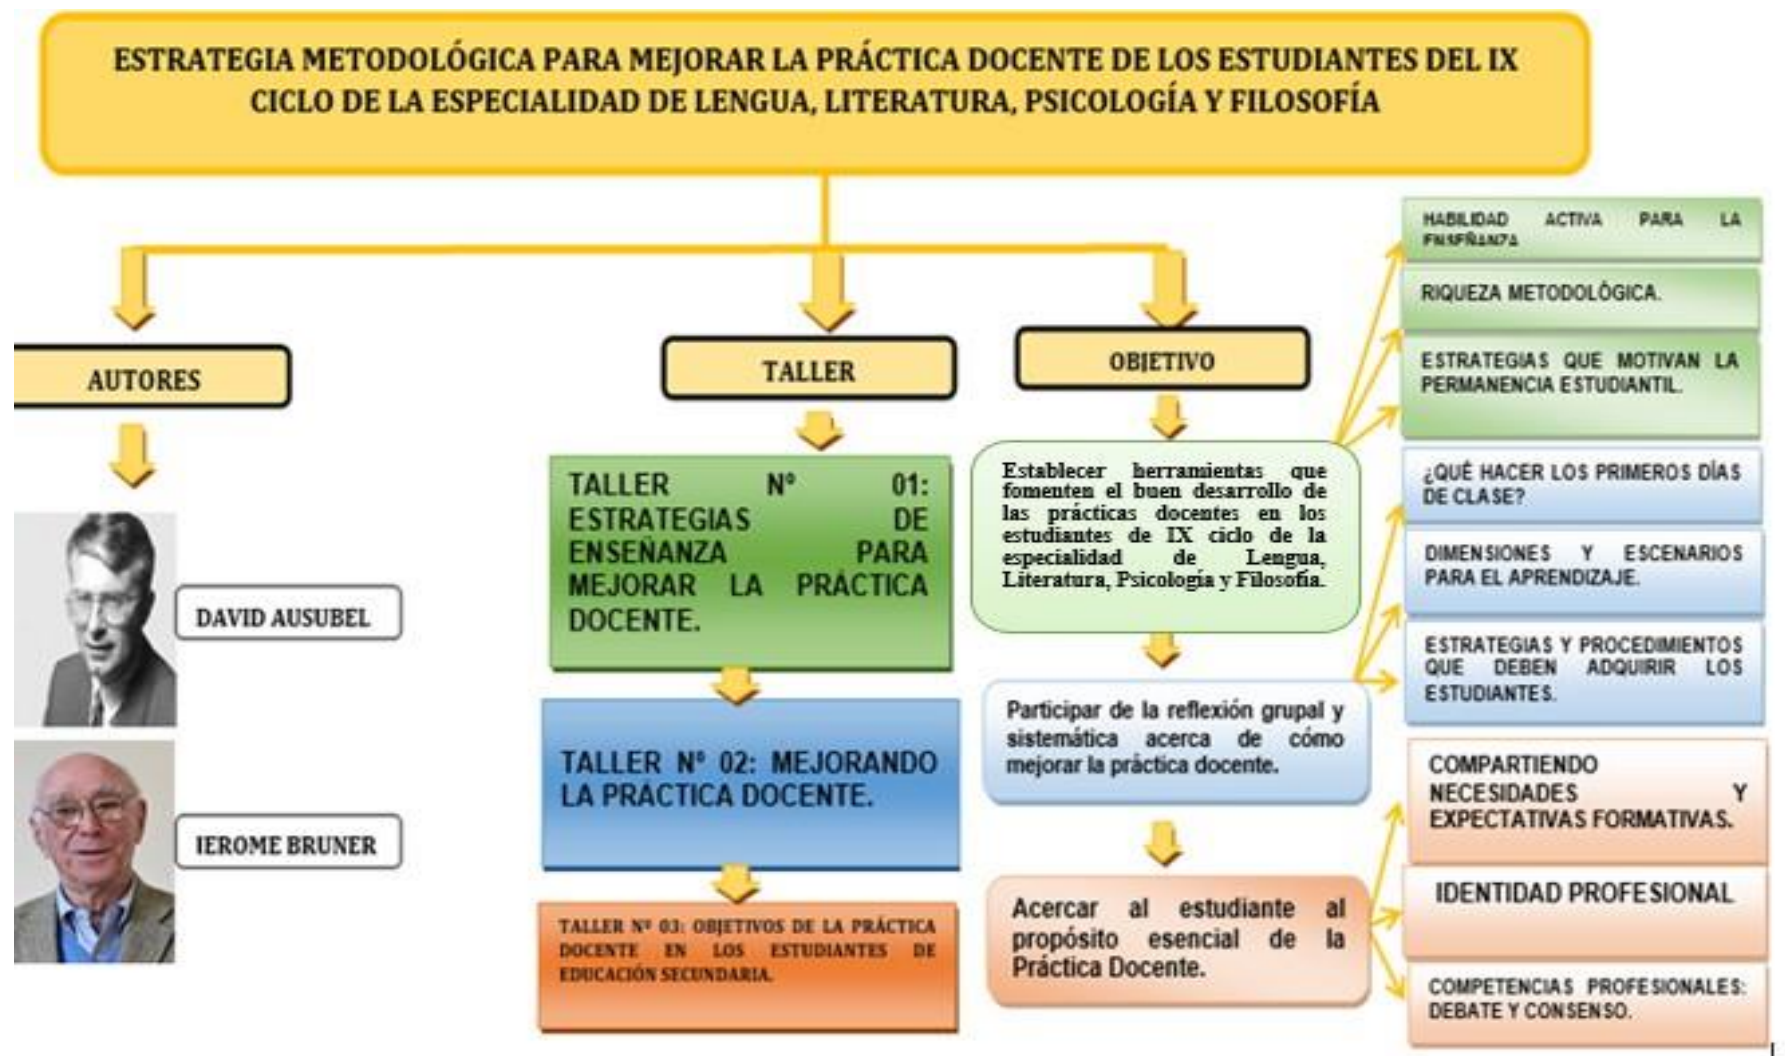 ESTRATEGIA METODOLÓGICA PARA MEJORAR LA PRÁCTICA DOCENTE DE LOS ESTUDIANTES DEL IX
CICLO DE LA ESPECIALIDAD DE LENGUA, LITERATURA, PSICOLOGÍA Y FILOSOFÍA
AUTORES
DAVID AUSUBEL
JEROME BRUNER
TALLER
TALLER Nº 01:
ESTRATEGIAS DE
ENSEÑANZA PARA
MEJORAR LA PRÁCTICA
DOCENTE.
TALLER Nº 02: MEJORANDO
LA PRÁCTICA DOCENTE.
TALLER Nº 03: OBJETIVOS DE LA PRÁCTICA
DOCENTE EN LOS ESTUDIANTES DE
EDUCACIÓN SECUNDARIA.
OBJETIVO
Establecer herramientas que
fomenten el buen desarrollo de
las prácticas docentes en los
estudiantes de IX ciclo de la
especialidad de Lengua,
Literatura, Psicología y Filosofía.
Participar de la reflexión grupal y
sistemática acerca de cómo
mejorar la práctica docente.
Acercar al estudiante al
propósito esencial de la
Práctica Docente.
HABILIDAD ACTIVA PARA LA
ENSEÑANZA
RIQUEZA METODOLÓGICA.
ESTRATEGIAS QUE MOTIVAN LA
PERMANENCIA ESTUDIANTIL.
¿QUÉ HACER LOS PRIMEROS DÍAS
DE CLASE?
DIMENSIONES Y ESCENARIOS
PARA EL APRENDIZAJE.
ESTRATEGIAS Y PROCEDIMIENTOS
QUE DEBEN ADQUIRIR LOS
ESTUDIANTES.
COMPARTIENDO
NECESIDADES Y
EXPECTATIVAS FORMATIVAS.
IDENTIDAD PROFESIONAL
COMPETENCIAS PROFESIONALES:
DEBATE Y CONSENSO.